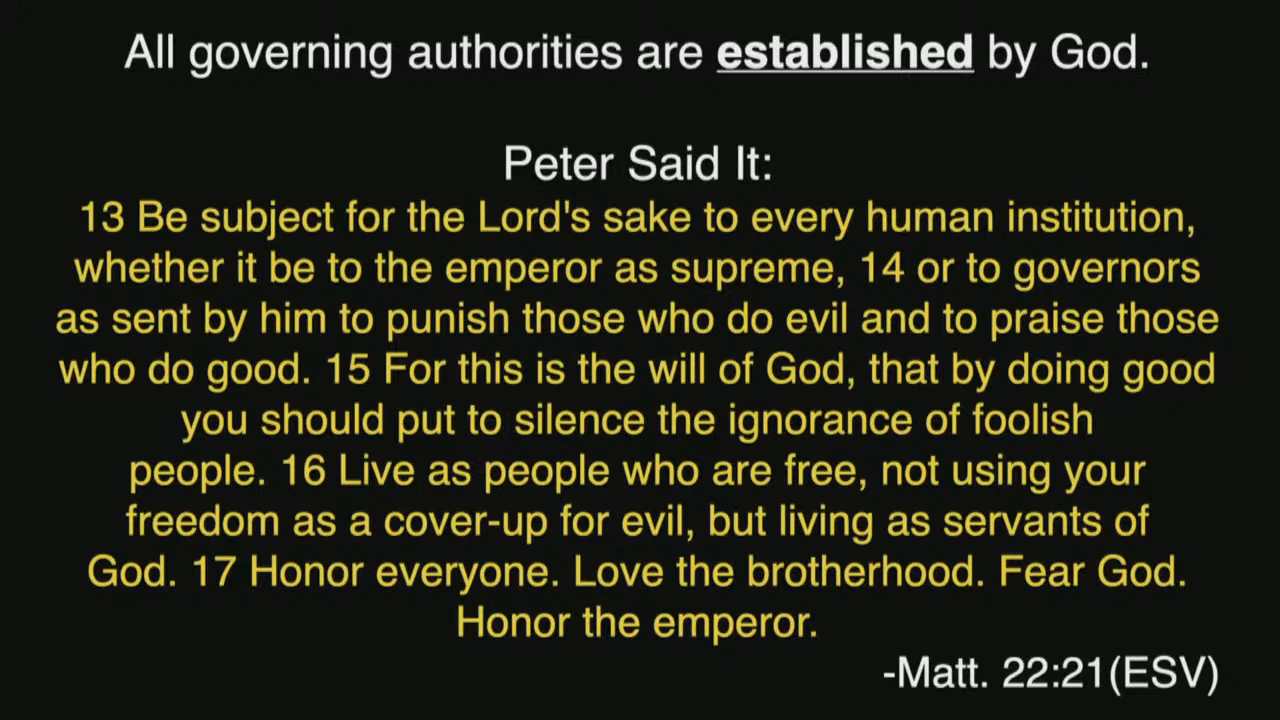 All governing authorities are established by God.
Peter Said It:
13 Be subject for the Lord's sake to every human institution,
whether it be to the emperor as supreme, 14 or to governors
as sent by him to punish those who do evil and to praise those
who do good. 15 For this is the will of God, that by doing good
you should put to silence the ignorance of foolish
people. 16 Live as people who are free, not using your
freedom as a cover-up for evil, but living as servants of
God. 17 Honor everyone. Love the brotherhood. Fear God.
Honor the emperor.
-Matt. 22:21(ESV)